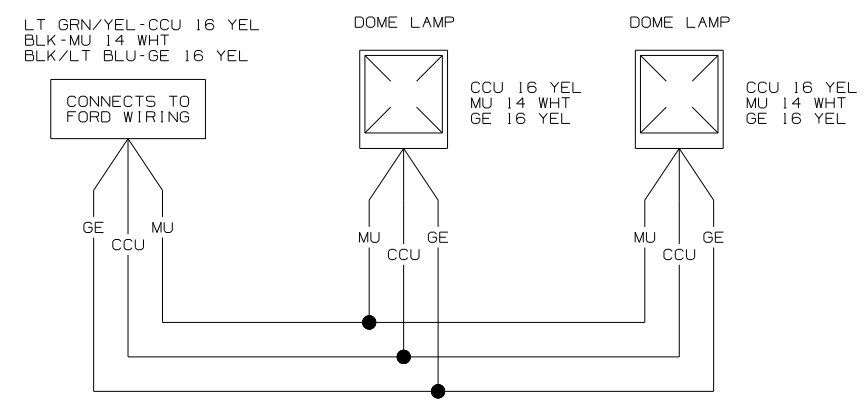 LT GRN/YEL-CCU 16 YEL
BLK-MU 14 WHT
BLK/LT BLU-GE 16 YEL
CONNECTS TO
FORD WIRING
GE
CCU
MU
DOME LAMP
CCU 16 YEL
MU 14 WHT
GE 16 YEL
MU
CCU
GE
DOME LAMP
CCU 16 YEL
MU 14 WHT
GE 16 YEL
MU
CCU
GE